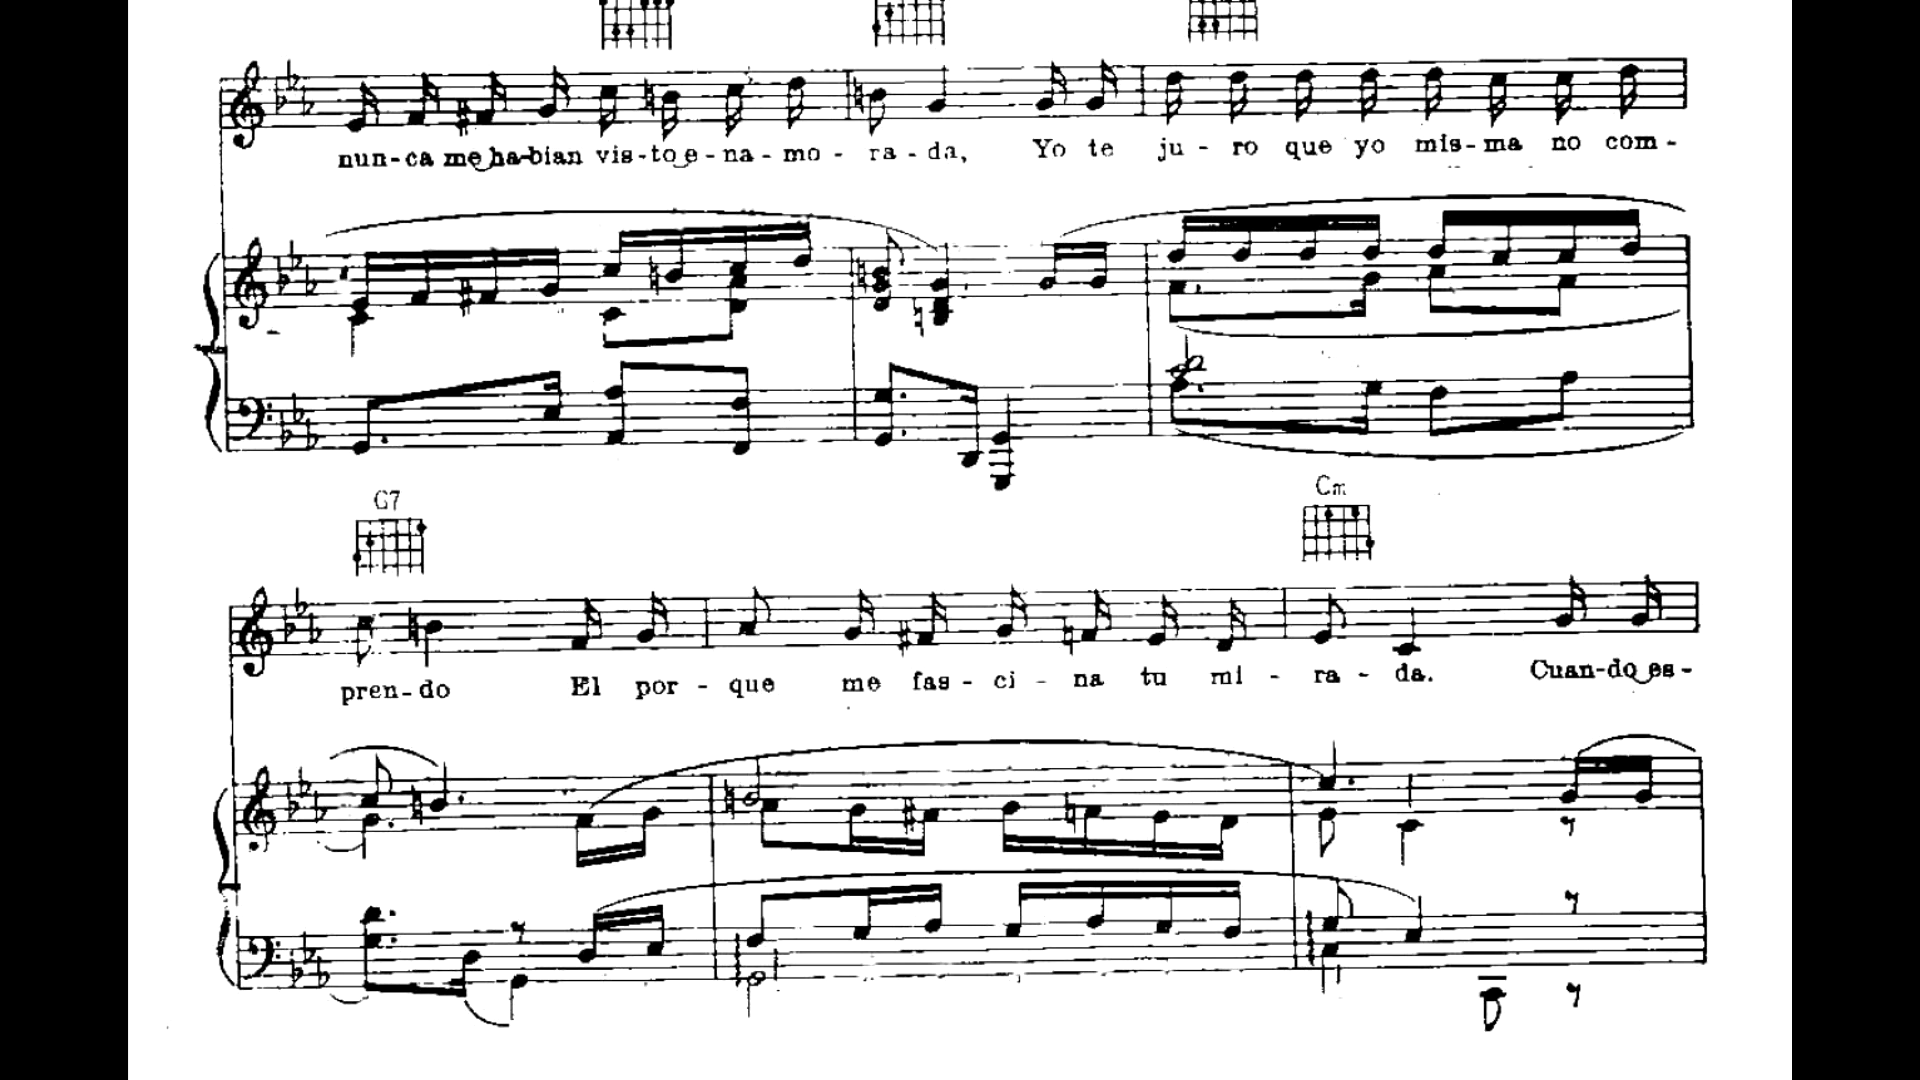 nun-ca me ha-bian vis-to e-na-mo-ra-da, Yo te ju-ro que yo mis-ma no com-
G7 Cm
pren-do El por-que me fas-ci-na tu mi-ra-da. Cuan-do es-